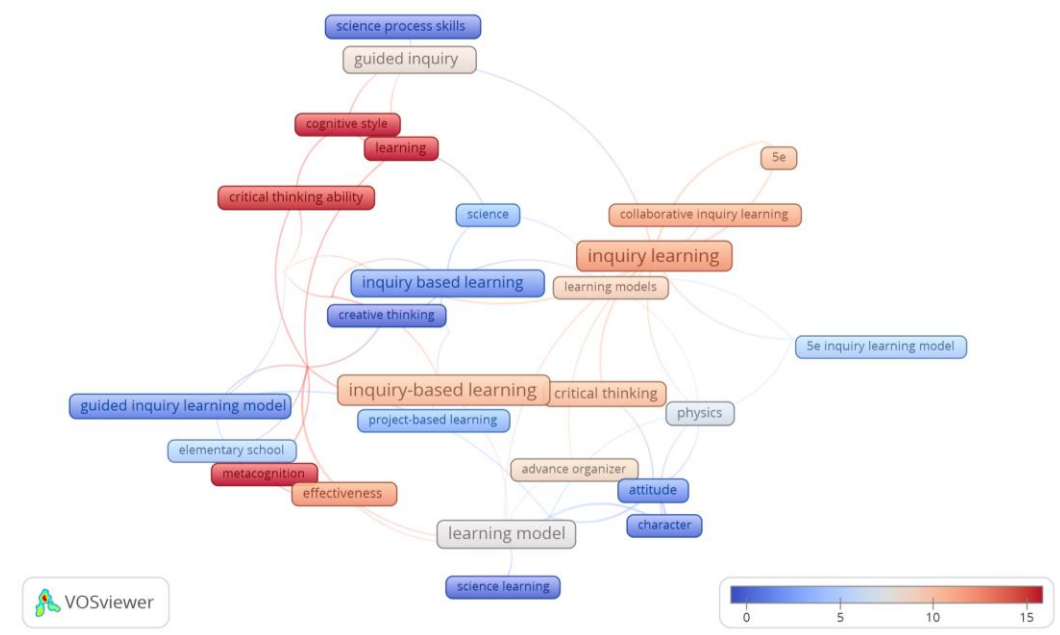 science process skills
guided inquiry
cognitive style
learning
5e
critical thinking ability
science
collaborative inquiry learning
inquiry learning
inquiry based learning
learning models
creative thinking
5e inquiry learning model
inquiry-based learning
critical thinking
guided inquiry learning model
physics
project-based learning
elementary school
advance organizer
metacognition
attitude
effectiveness
character
learning model
science learning
VOSviewer
0 5 10 15